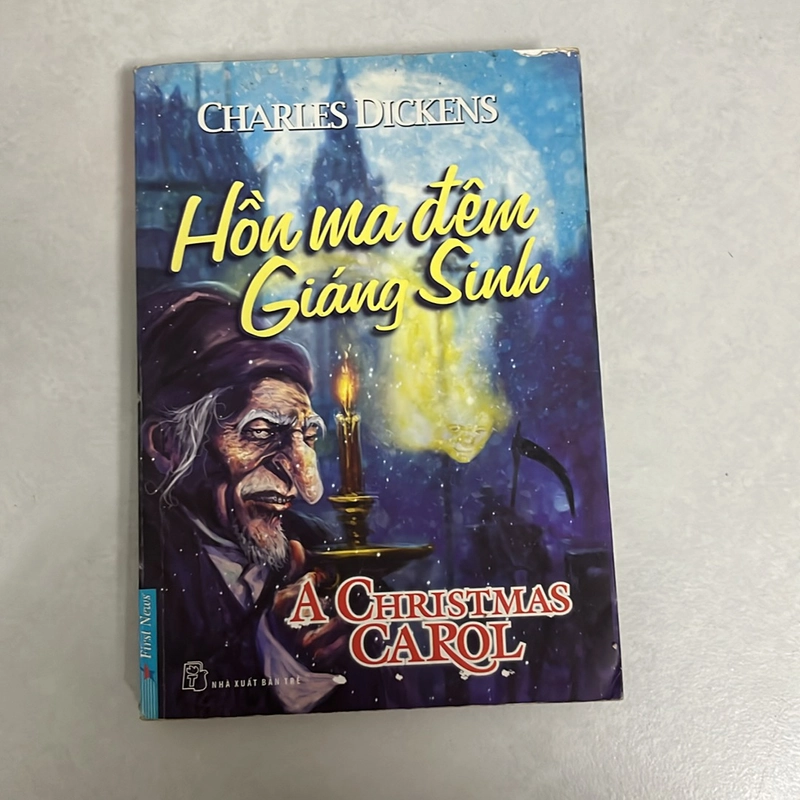 CHARLES DICKENS
Hồn ma đêm
Giáng Sinh
A CHRISTMAS
CAROL
First News
NHÀ XUẤT BẢN TRẺ